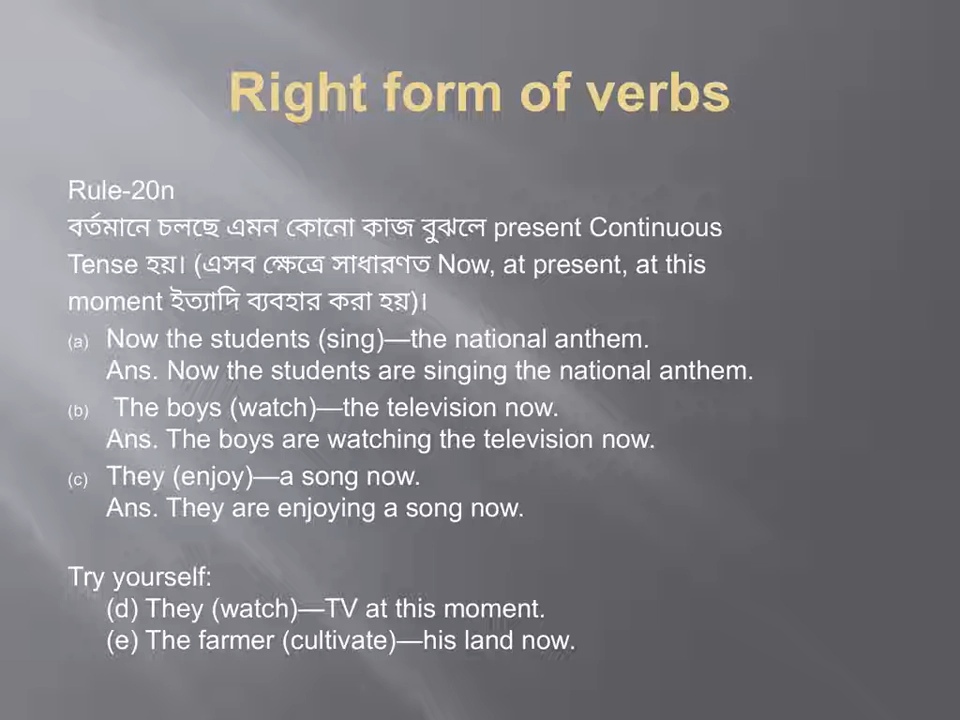 Right form of verbs
Rule-20n
বর্তমানে চলছে এমন কোনো কাজ বুঝলে present Continuous
Tense হয়। (এসব ক্ষেত্রে সাধারণত Now, at present, at this
moment ইত্যাদি ব্যবহার করা হয়)।
(a) Now the students (sing)—the national anthem.
Ans. Now the students are singing the national anthem.
(b) The boys (watch)—the television now.
Ans. The boys are watching the television now.
(c) They (enjoy)—a song now.
Ans. They are enjoying a song now.
Try yourself:
(d) They (watch)—TV at this moment.
(e) The farmer (cultivate)—his land now.